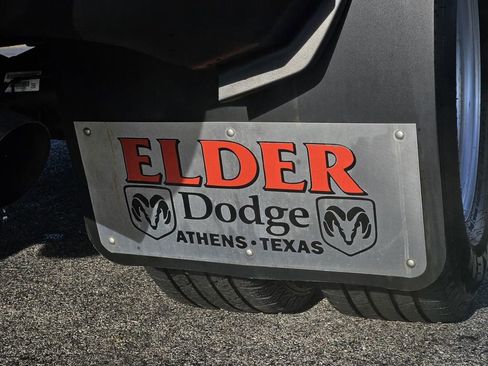 ELDER
Dodge
ATHENS • TEXAS